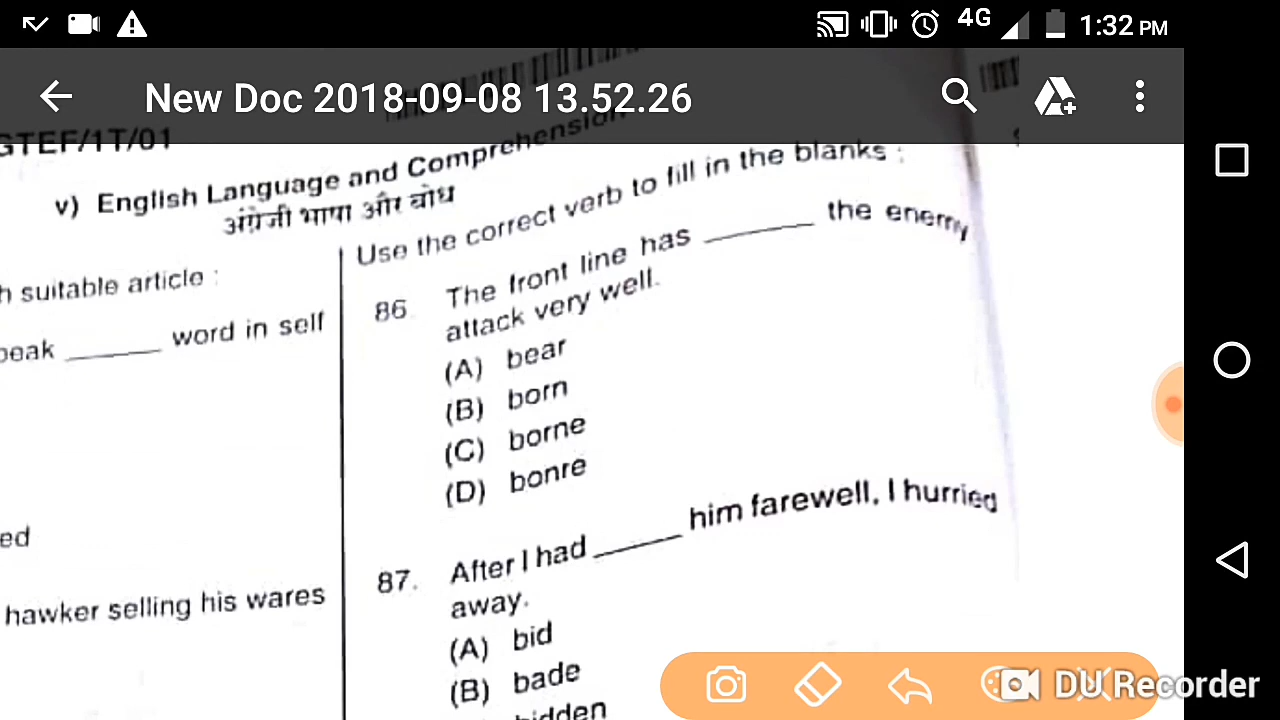 4G 1:32 PM
New Doc 2018-09-08 13.52.26
GTEF/1T/01
v) English Language and Comprehension
अंग्रेजी भाषा और बोध
suitable article :
word in self
hawker selling his wares
Use the correct verb to fill in the blanks :
86 The front line has ______ the enemy
attack very well.
(A) bear
(B) born
(C) borne
(D) bonre
87. After I had ______ him farewell, I hurried
away.
(A) bid
(B) bade
DU Recorder